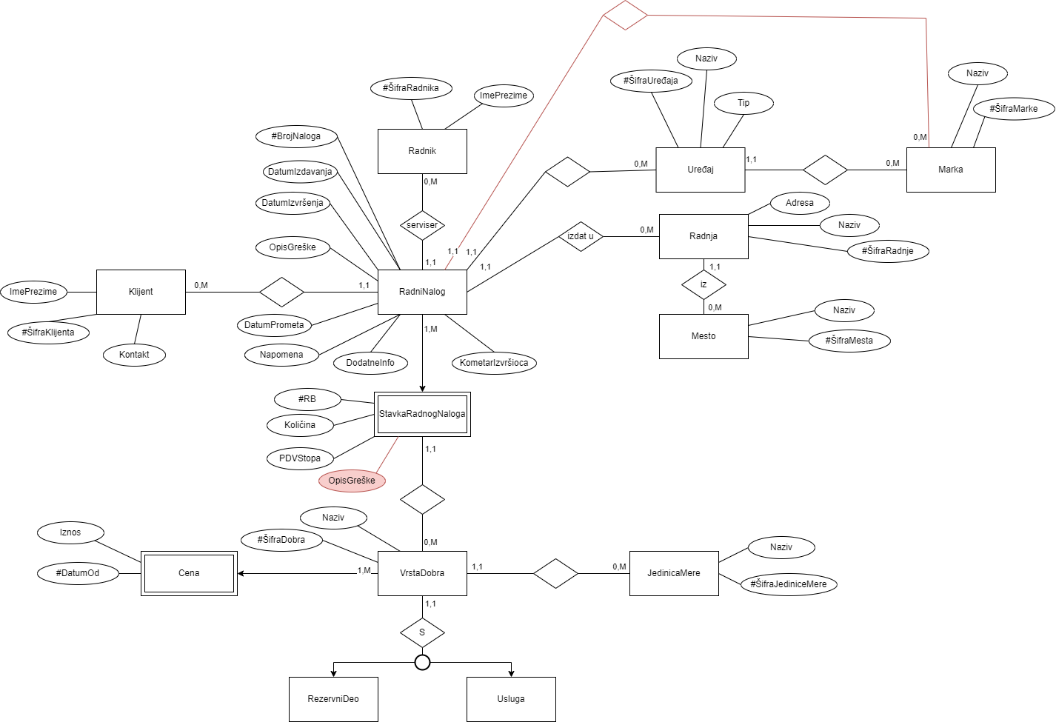 Naziv
Naziv
#ŠifraUređaja
#ŠifraRadnika
ImePrezime
Tip
#ŠifraMarke
#BrojNaloga
0,M
Radnik
0,M
1,1
0,M
Uređaj
Marka
DatumIzdavanja
0,M
DatumIzvršenja
Adresa
serviser
izdat u
0,M
Radnja
Naziv
OpisGreške
1,1
1,1
1,1
1,1
#ŠifraRadnje
Klijent
0,M
1,1
RadniNalog
1,1
iz
ImePrezime
0,M
Naziv
#ŠifraKlijenta
DatumPrometa
1,M
Mesto
#ŠifraMesta
Kontakt
Napomena
DodatneInfo
KometarIzvršioca
#RB
StavkaRadnogNaloga
Količina
PDVStopa
1,1
OpisGreške
Naziv
Iznos
#ŠifraDobra
0,M
Naziv
#DatumOd
Cena
1,M
VrstaDobra
1,1
0,M
JedinicaMere
#ŠifraJediniceMere
1,1
S
RezervniDeo
Usluga